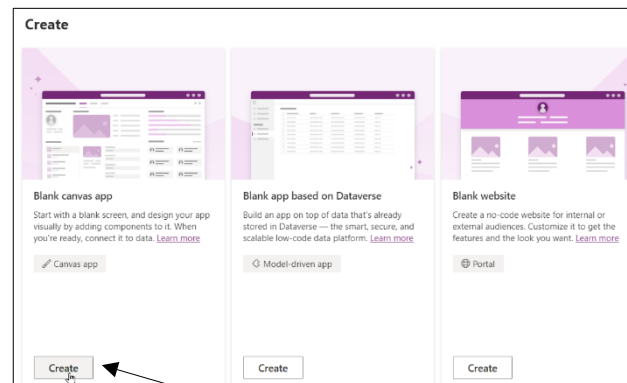 Create
Blank canvas app
Start with a blank screen, and design your app
visually by adding components to it. When
you're ready, connect it to data. Learn more
Canvas app
Create
Blank app based on Dataverse
Build an app on top of data that's already
stored in Dataverse — the smart, secure, and
scalable low-code data platform. Learn more
Model-driven app
Create
Blank website
Create a no-code website for internal or
external audiences. Customize it to get the
features and the look you want. Learn more
Portal
Create